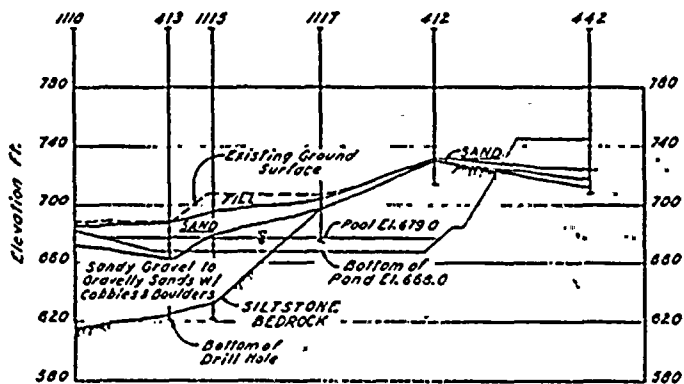 1110 413 1115 1117 412 442
780 780
740 740
700 700
660 660
620 620
580 580
Elevation Ft.
Existing Ground
Surface
TILL
SAND
SAND
Pool El. 679.0
Bottom of
Pond El. 668.0
Sandy Gravel to
Gravelly Sands W/
Cobbles & Boulders
SILTSTONE
BEDROCK
Bottom of
Drill Hole